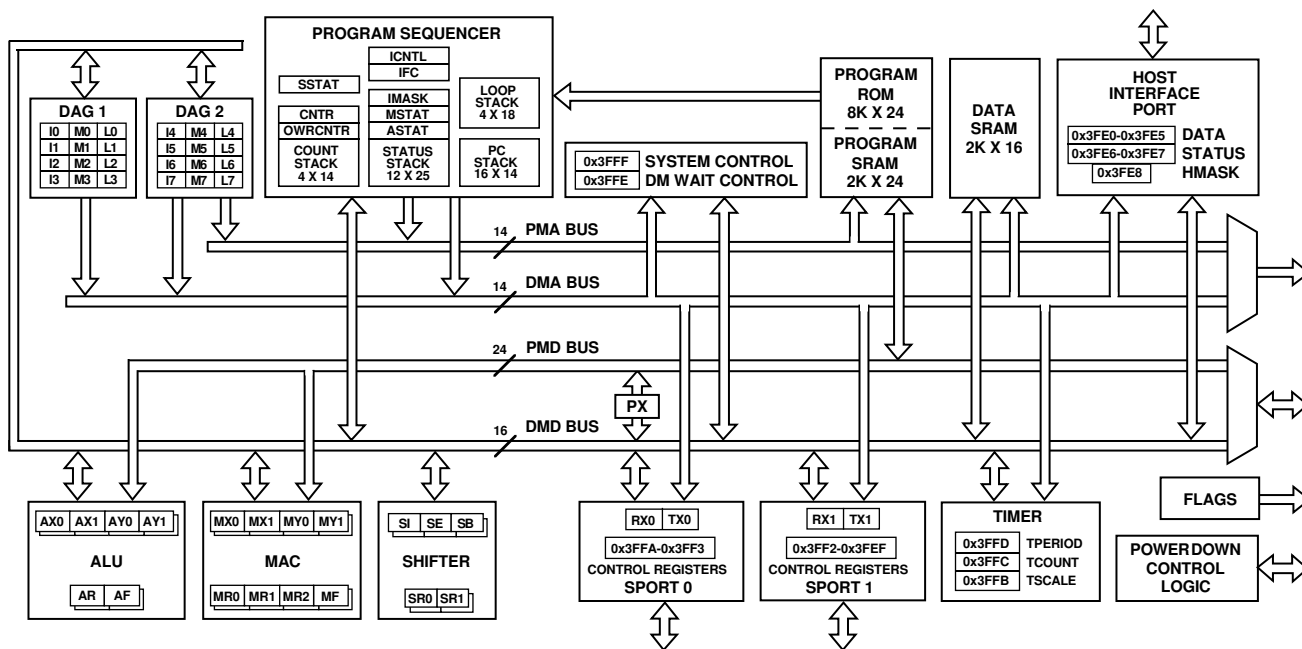 PROGRAM SEQUENCER
ICNTL
IFC
SSTAT
IMASK
MSTAT
ASTAT
CNTR
OWRCNTR
COUNT
STACK
4 X 14
STATUS
STACK
12 X 25
LOOP
STACK
4 X 18
PC
STACK
16 X 14
DAG 1
I0 M0 L0
I1 M1 L1
I2 M2 L2
I3 M3 L3
DAG 2
I4 M4 L4
I5 M5 L5
I6 M6 L6
I7 M7 L7
0x3FFF SYSTEM CONTROL
0x3FFE DM WAIT CONTROL
PROGRAM
ROM
8K X 24
PROGRAM
SRAM
2K X 24
DATA
SRAM
2K X 16
HOST
INTERFACE
PORT
0x3FE0-0x3FE5 DATA
0x3FE6-0x3FE7 STATUS
0x3FE8 HMASK
14 PMA BUS
14 DMA BUS
24 PMD BUS
PX
16 DMD BUS
AX0 AX1 AY0 AY1
ALU
AR AF
MX0 MX1 MY0 MY1
MAC
MR0 MR1 MR2 MF
SI SE SB
SHIFTER
SR0 SR1
RX0 TX0
0x3FFA-0x3FF3
CONTROL REGISTERS
SPORT 0
RX1 TX1
0x3FF2-0x3FEF
CONTROL REGISTERS
SPORT 1
TIMER
0x3FFD TPERIOD
0x3FFC TCOUNT
0x3FFB TSCALE
FLAGS
POWERDOWN
CONTROL
LOGIC